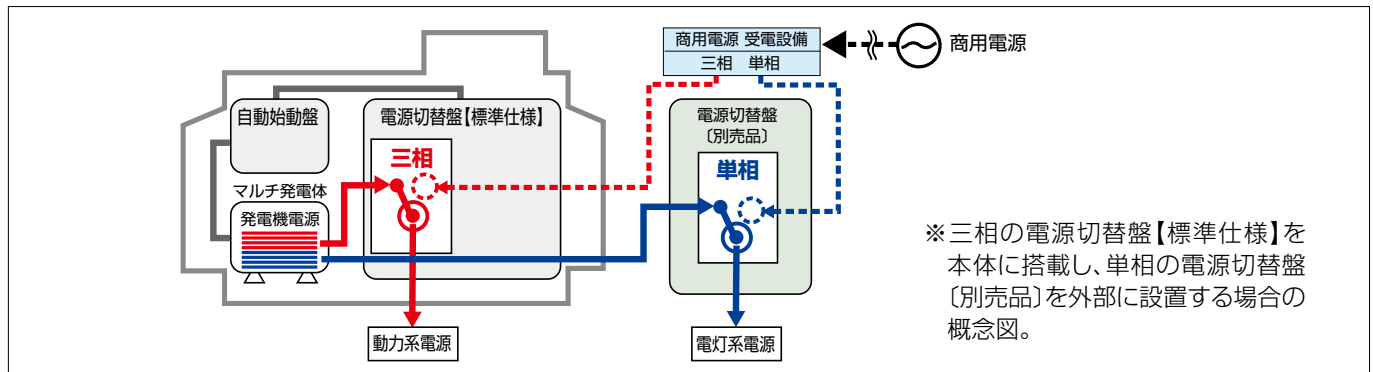 商用電源 受電設備
三相 単相
商用電源
自動始動盤
電源切替盤【標準仕様】
三相
電源切替盤
〔別売品〕
単相
マルチ発電体
発電機電源
動力系電源
電灯系電源
※三相の電源切替盤【標準仕様】を
本体に搭載し、単相の電源切替盤
〔別売品〕を外部に設置する場合の
概念図。